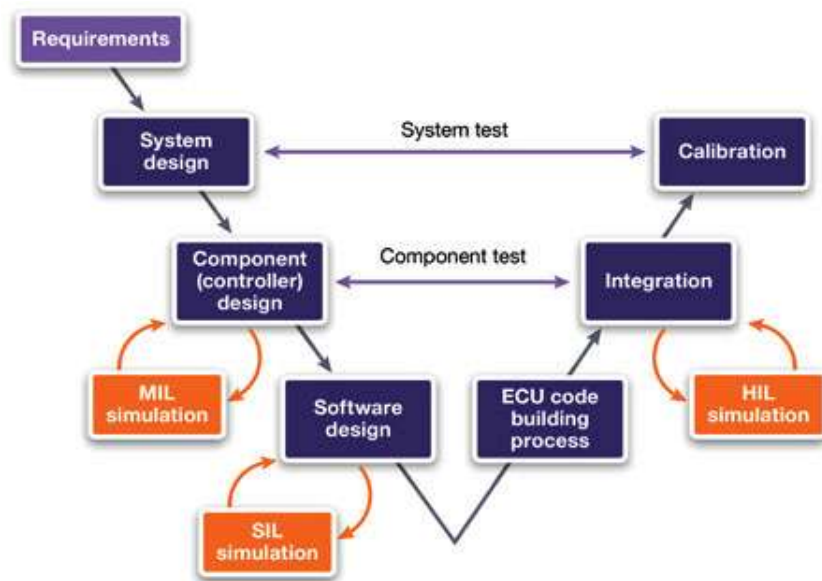 Requirements
System
design
System test
Calibration
Component
(controller)
design
Component test
Integration
MIL
simulation
Software
design
ECU code
building
process
HIL
simulation
SIL
simulation